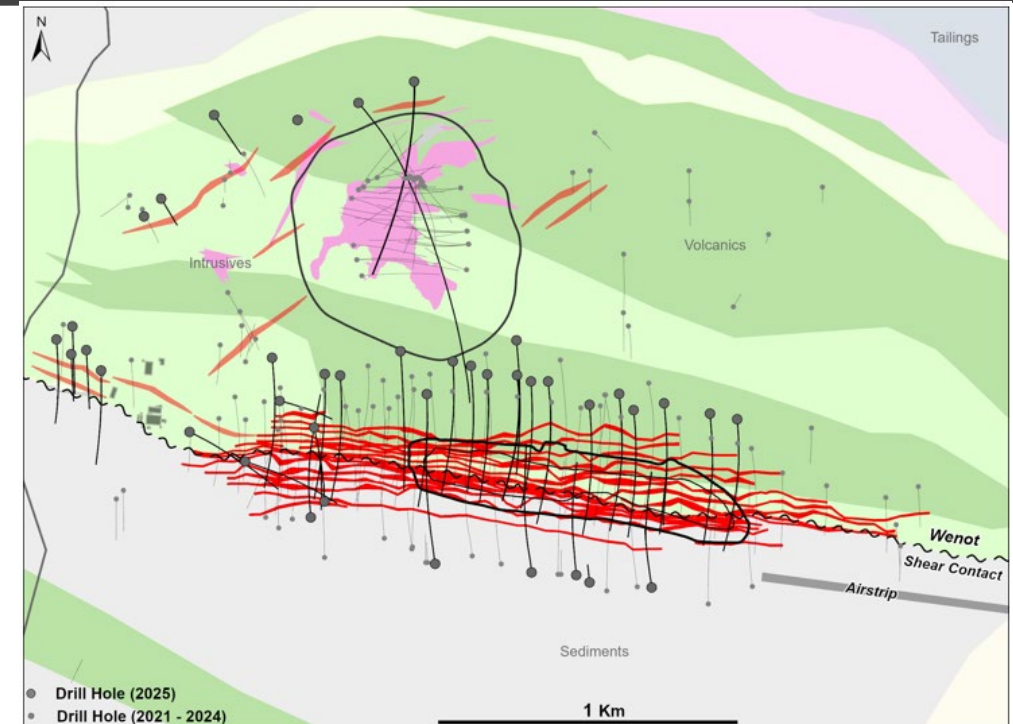 N
Tailings
Volcanics
Intrusives
Wenot
Shear Contact
Airstrip
Sediments
Drill Hole (2025)
Drill Hole (2021 - 2024)
1 Km